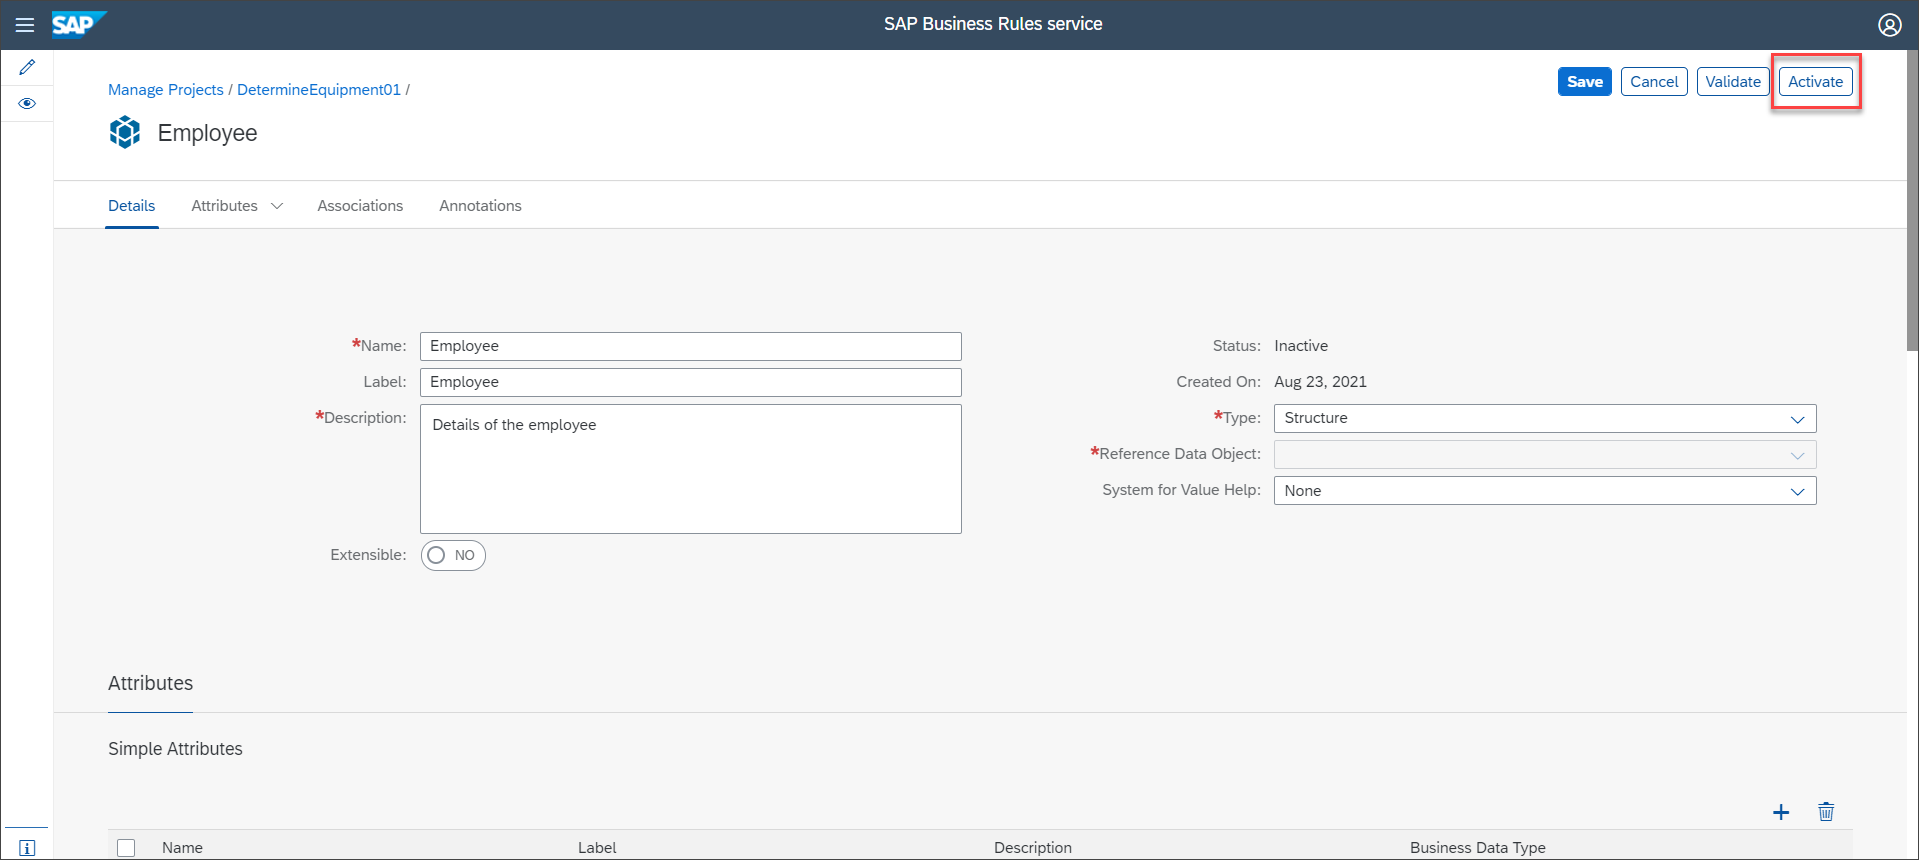 SAP
SAP Business Rules service
Manage Projects / DetermineEquipment01 /
Save Cancel Validate Activate
Employee
Details Attributes Associations Annotations
*Name: Employee
Label: Employee
*Description: Details of the employee
Extensible: NO
Status: Inactive
Created On: Aug 23, 2021
*Type: Structure
*Reference Data Object:
System for Value Help: None
Attributes
Simple Attributes
Name Label Description Business Data Type